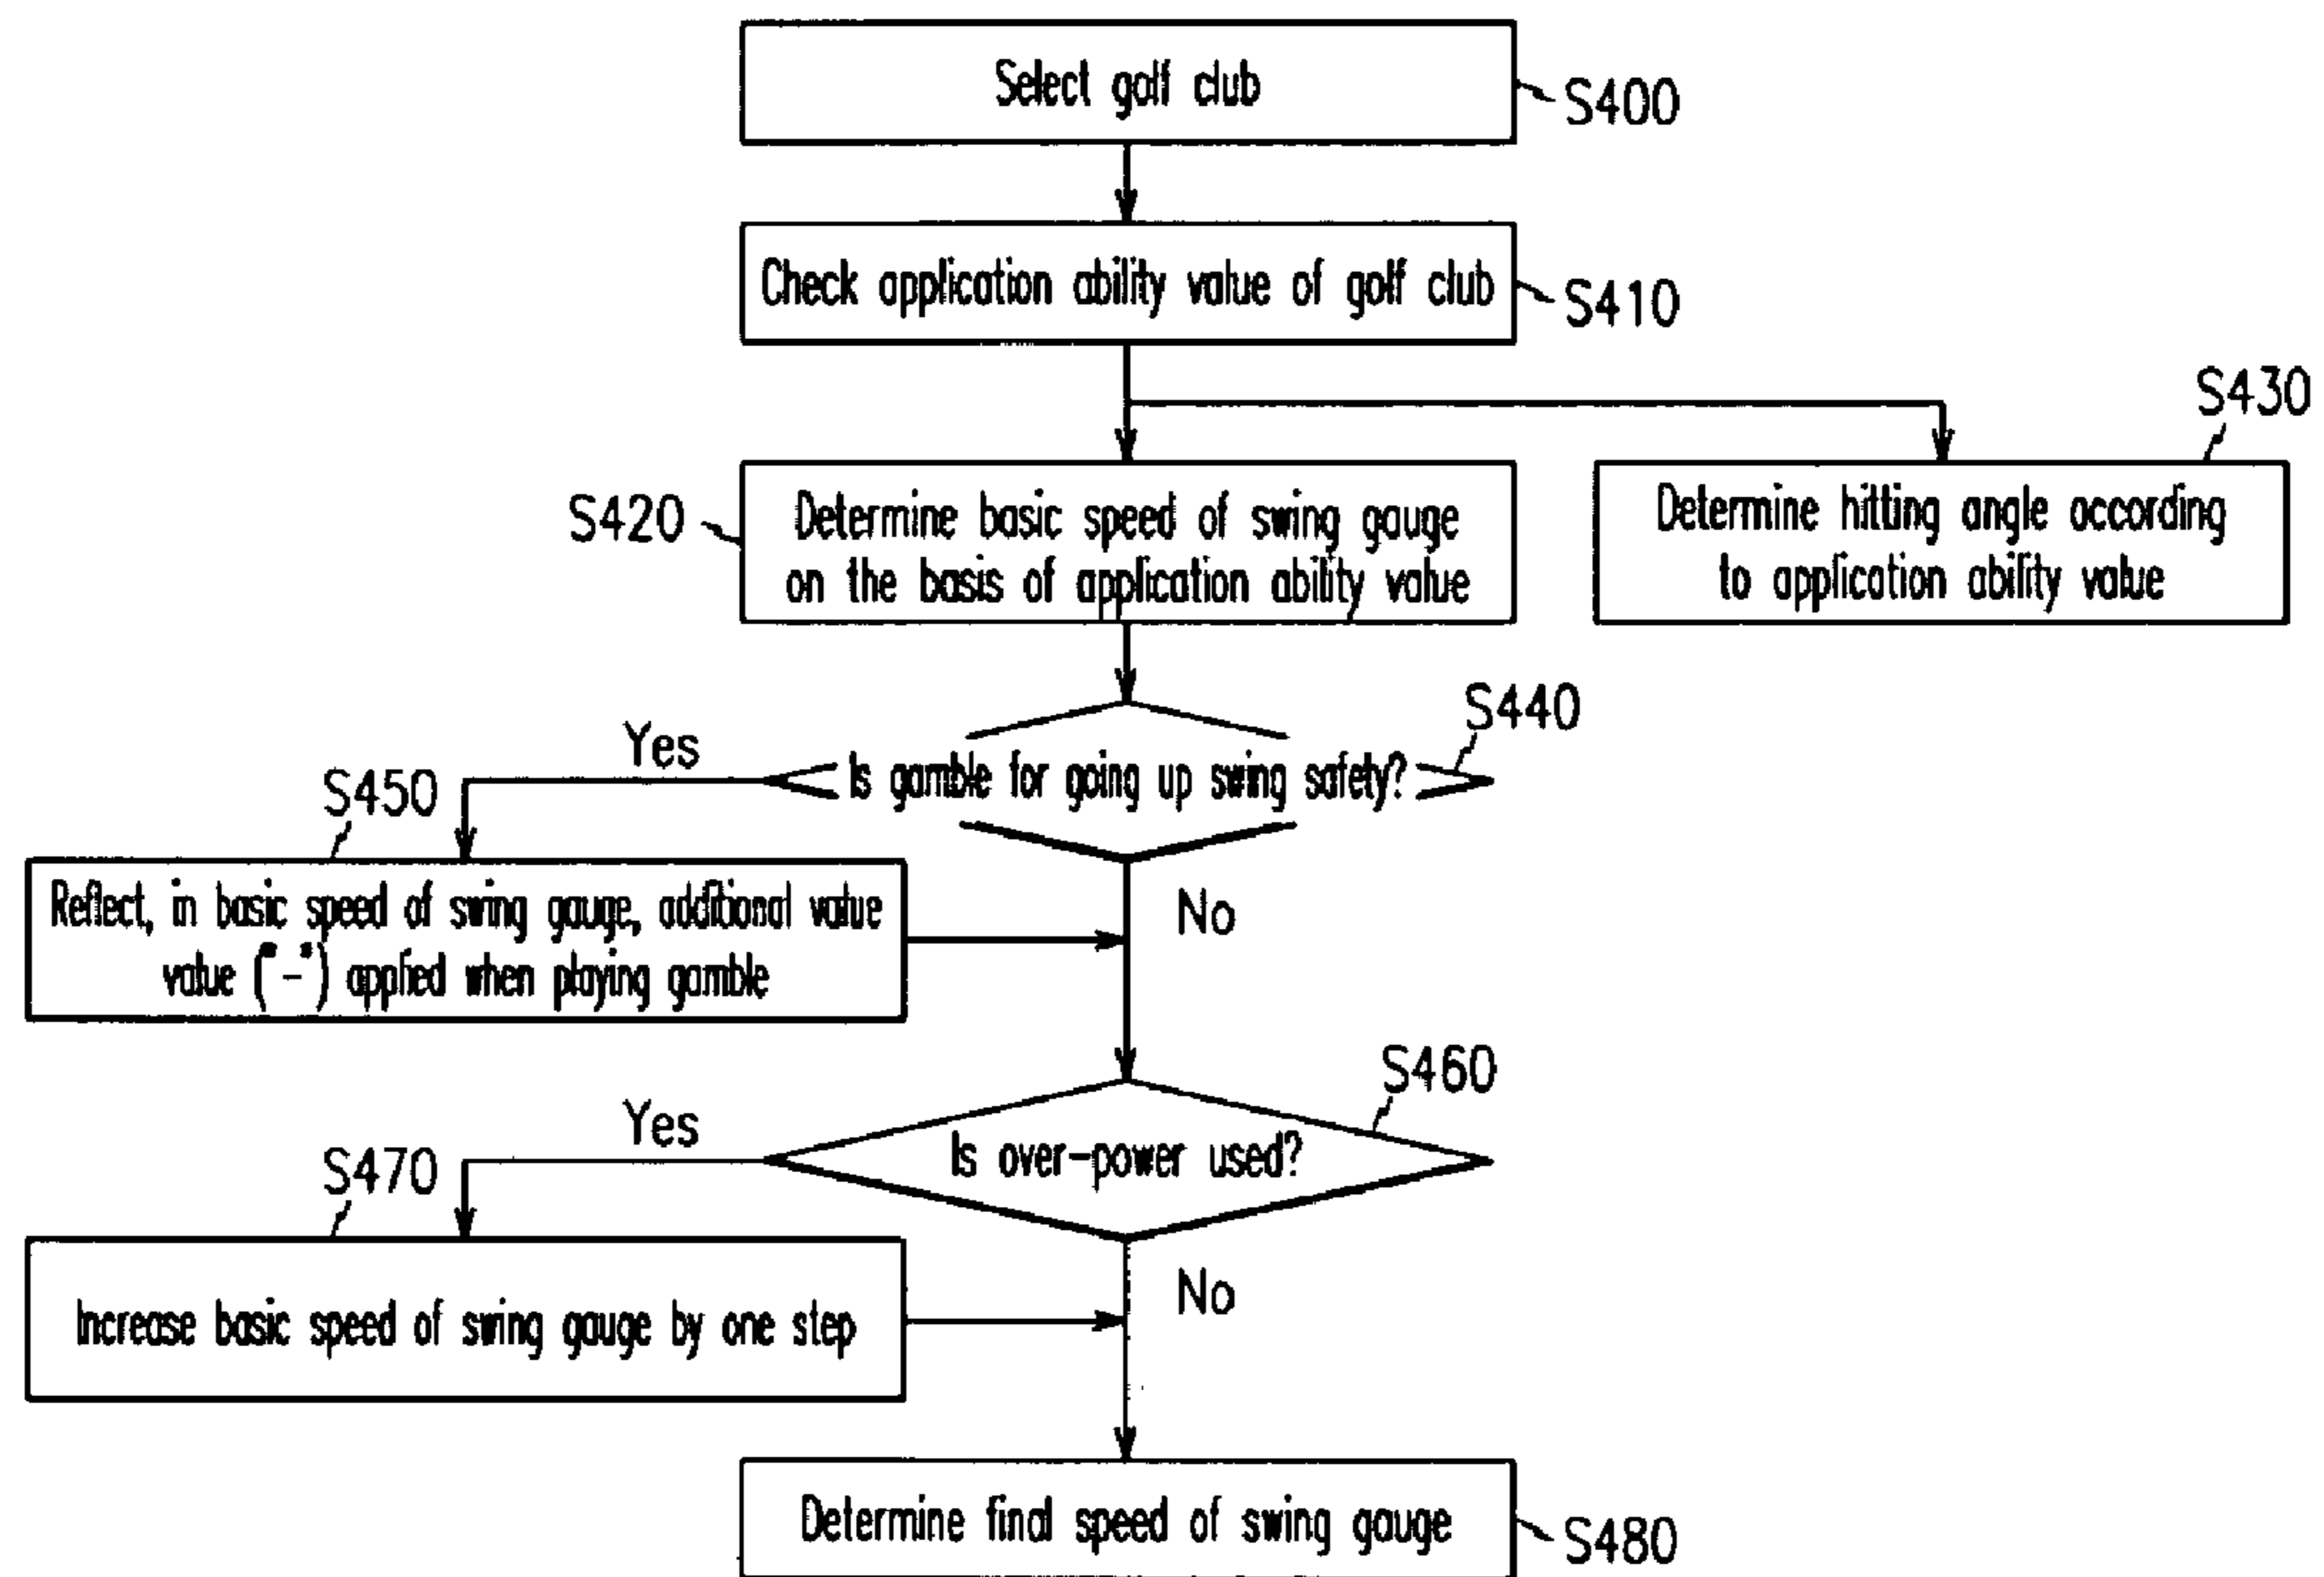 Select golf club
S400
Check application ability value of golf club
S410
S430
S420
Determine basic speed of swing gauge
on the basis of application ability value
Determine hitting angle according
to application ability value
S440
Yes
Is gamble for going up swing safety?
S450
Reflect, in basic speed of swing gauge, additional value
value ("-") applied when playing gamble
No
S460
Yes
Is over-power used?
S470
No
Increase basic speed of swing gauge by one step
Determine final speed of swing gauge
S480